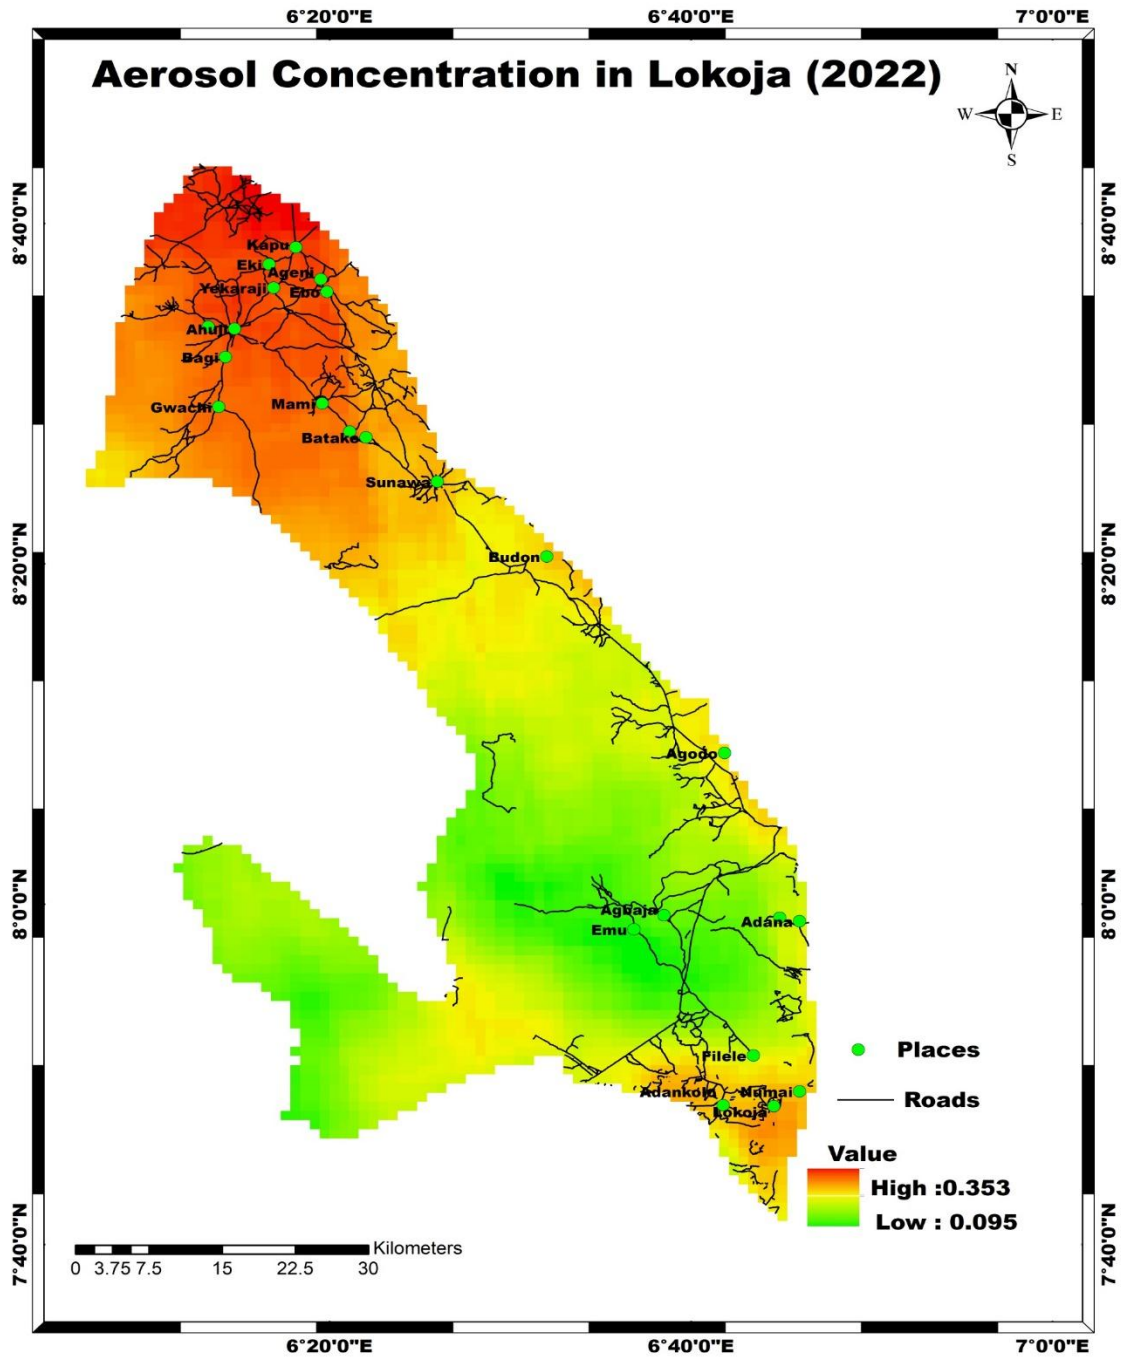 6°20'0"E 6°40'0"E 7°0'0"E
Aerosol Concentration in Lokoja (2022)
N
W E
S
8°40'0"N 8°40'0"N
Kapu
Eki
Ageni
Yekaraji
Ebo
Ahuji
Bagi
Gwachi
Mami
Batake
Sunawa
8°20'0"N 8°20'0"N
Budon
Agodo
8°0'0"N 8°0'0"N
Agbaja
Adana
Emu
Filele
Places
Adankolo
Numai
Roads
Lokoja
Value
High :0.353
Low : 0.095
7°40'0"N 7°40'0"N
Kilometers
0 3.75 7.5 15 22.5 30
6°20'0"E 6°40'0"E 7°0'0"E